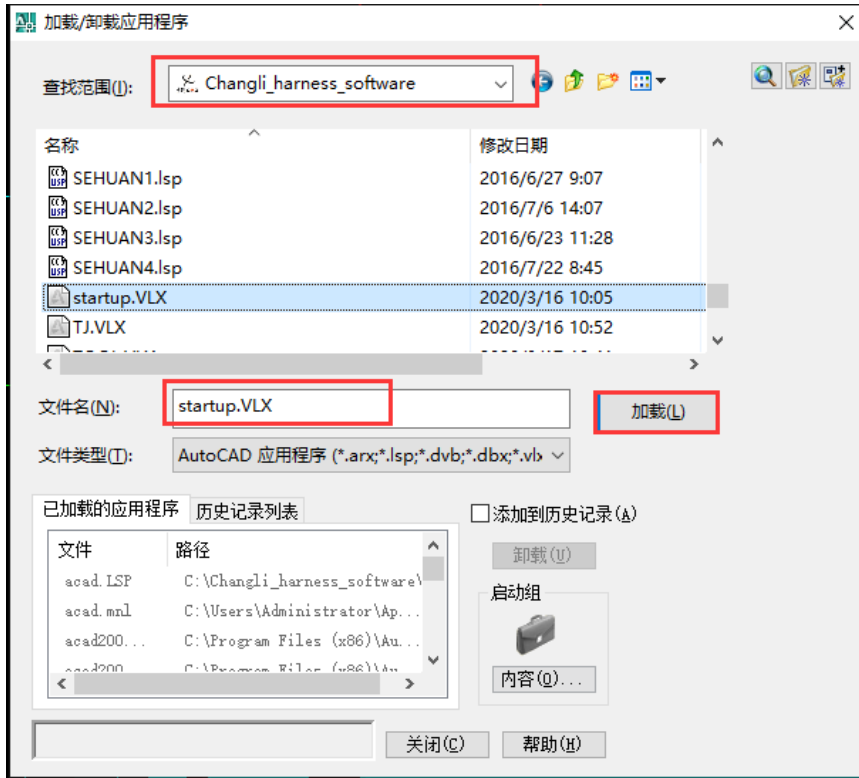 加载/卸载应用程序
查找范围(I): Changli_harness_software
名称 修改日期
SEHUAN1.lsp 2016/6/27 9:07
SEHUAN2.lsp 2016/7/6 14:07
SEHUAN3.lsp 2016/6/23 11:28
SEHUAN4.lsp 2016/7/22 8:45
startup.VLX 2020/3/16 10:05
TJ.VLX 2020/3/16 10:52
文件名(N): startup.VLX 加载(L)
文件类型(T): AutoCAD 应用程序 (*.arx;*.lsp;*.dvb;*.dbx;*.vl
已加载的应用程序 历史记录列表 添加到历史记录(A)
文件 路径
卸载(U)
acad.LSP C:\Changli_harness_software\
启动组
acad.mnl C:\Users\Administrator\Ap...
acad200... C:\Program Files (x86)\Au...
acad200... C:\Program Files (x86)\Au...
内容(O)...
关闭(C) 帮助(H)